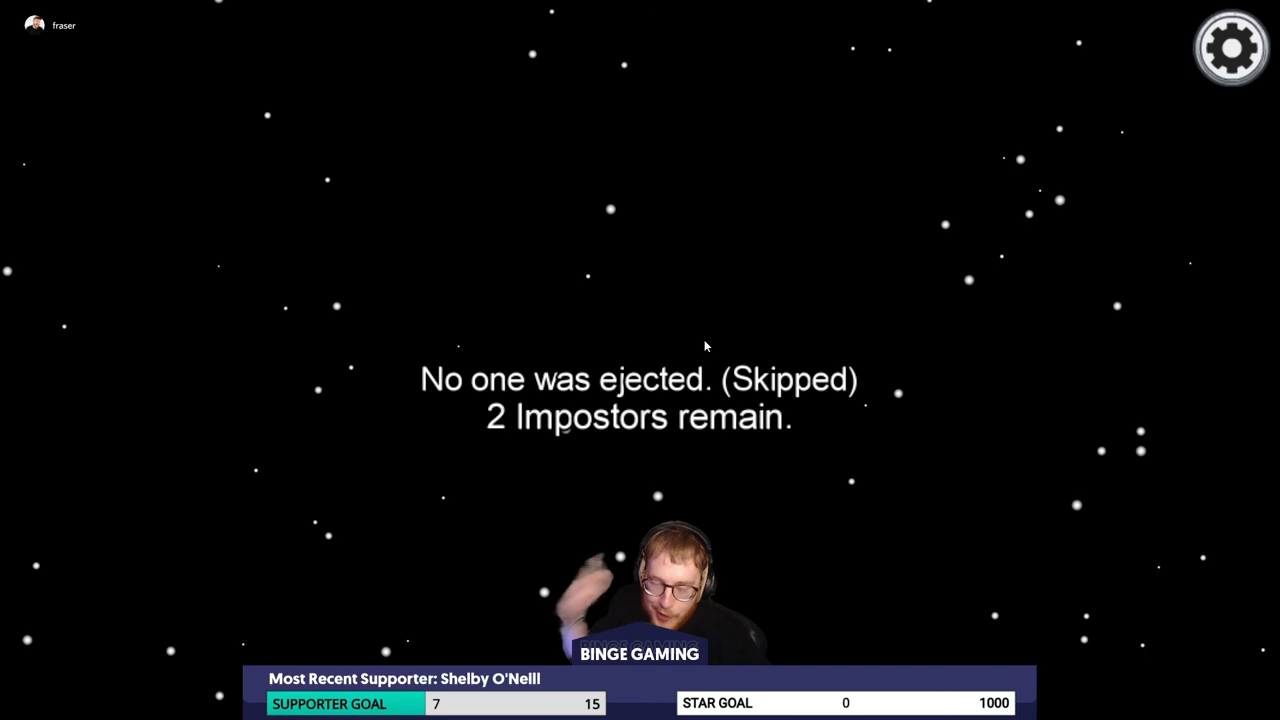 fraser
No one was ejected. (Skipped)
2 Impostors remain.
BINGE GAMING
Most Recent Supporter: Shelby O'Neill
SUPPORTER GOAL 7 15
STAR GOAL 0 1000